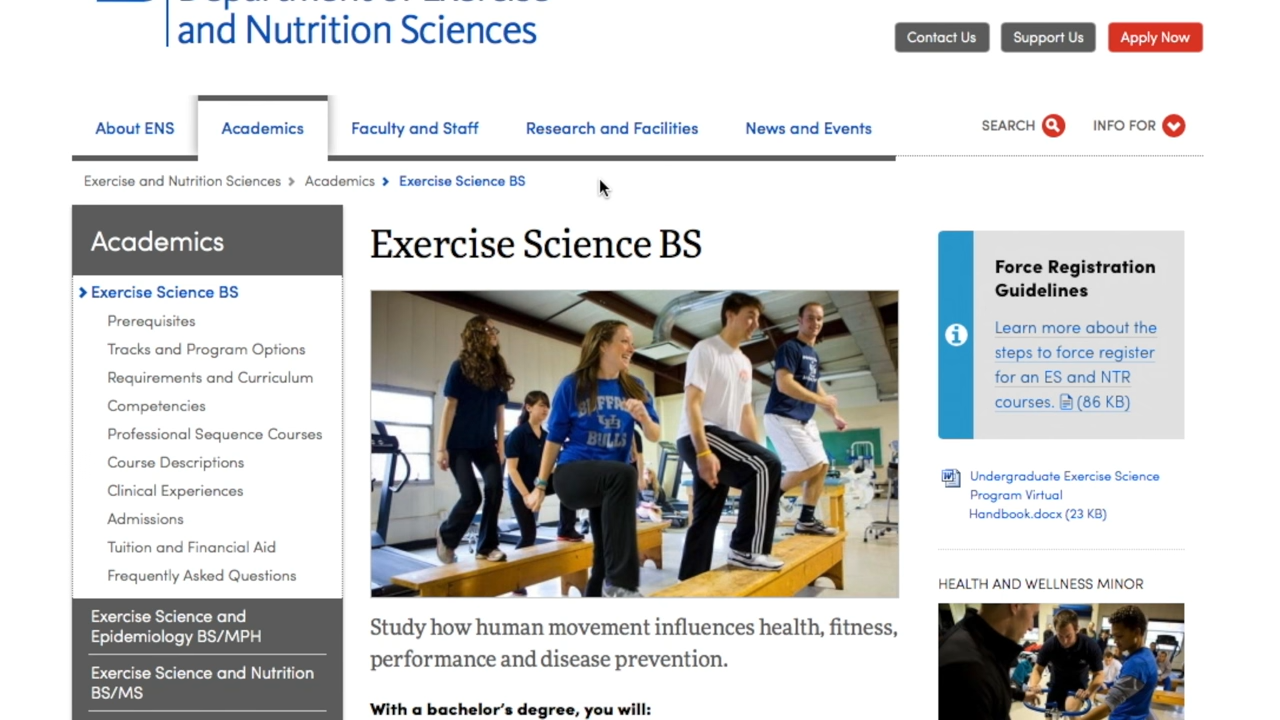 Department of Exercise
and Nutrition Sciences
Contact Us
Support Us
Apply Now
About ENS
Academics
Faculty and Staff
Research and Facilities
News and Events
SEARCH
INFO FOR
Exercise and Nutrition Sciences
Academics
Exercise Science BS
Academics
Exercise Science BS
Prerequisites
Tracks and Program Options
Requirements and Curriculum
Competencies
Professional Sequence Courses
Course Descriptions
Clinical Experiences
Admissions
Tuition and Financial Aid
Frequently Asked Questions
Exercise Science and
Epidemiology BS/MPH
Exercise Science and Nutrition
BS/MS
Exercise Science BS
BUFFALO
UB
BULLS
Study how human movement influences health, fitness,
performance and disease prevention.
With a bachelor's degree, you will:
Force Registration
Guidelines
Learn more about the
steps to force register
for an ES and NTR
courses. (86 KB)
Undergraduate Exercise Science
Program Virtual
Handbook.docx (23 KB)
HEALTH AND WELLNESS MINOR